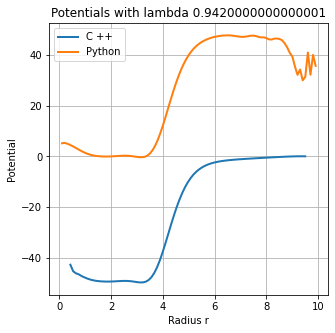 Potentials with lambda 0.9420000000000001
C ++
Python
Potential
40
20
0
−20
−40
0 2 4 6 8 10
Radius r